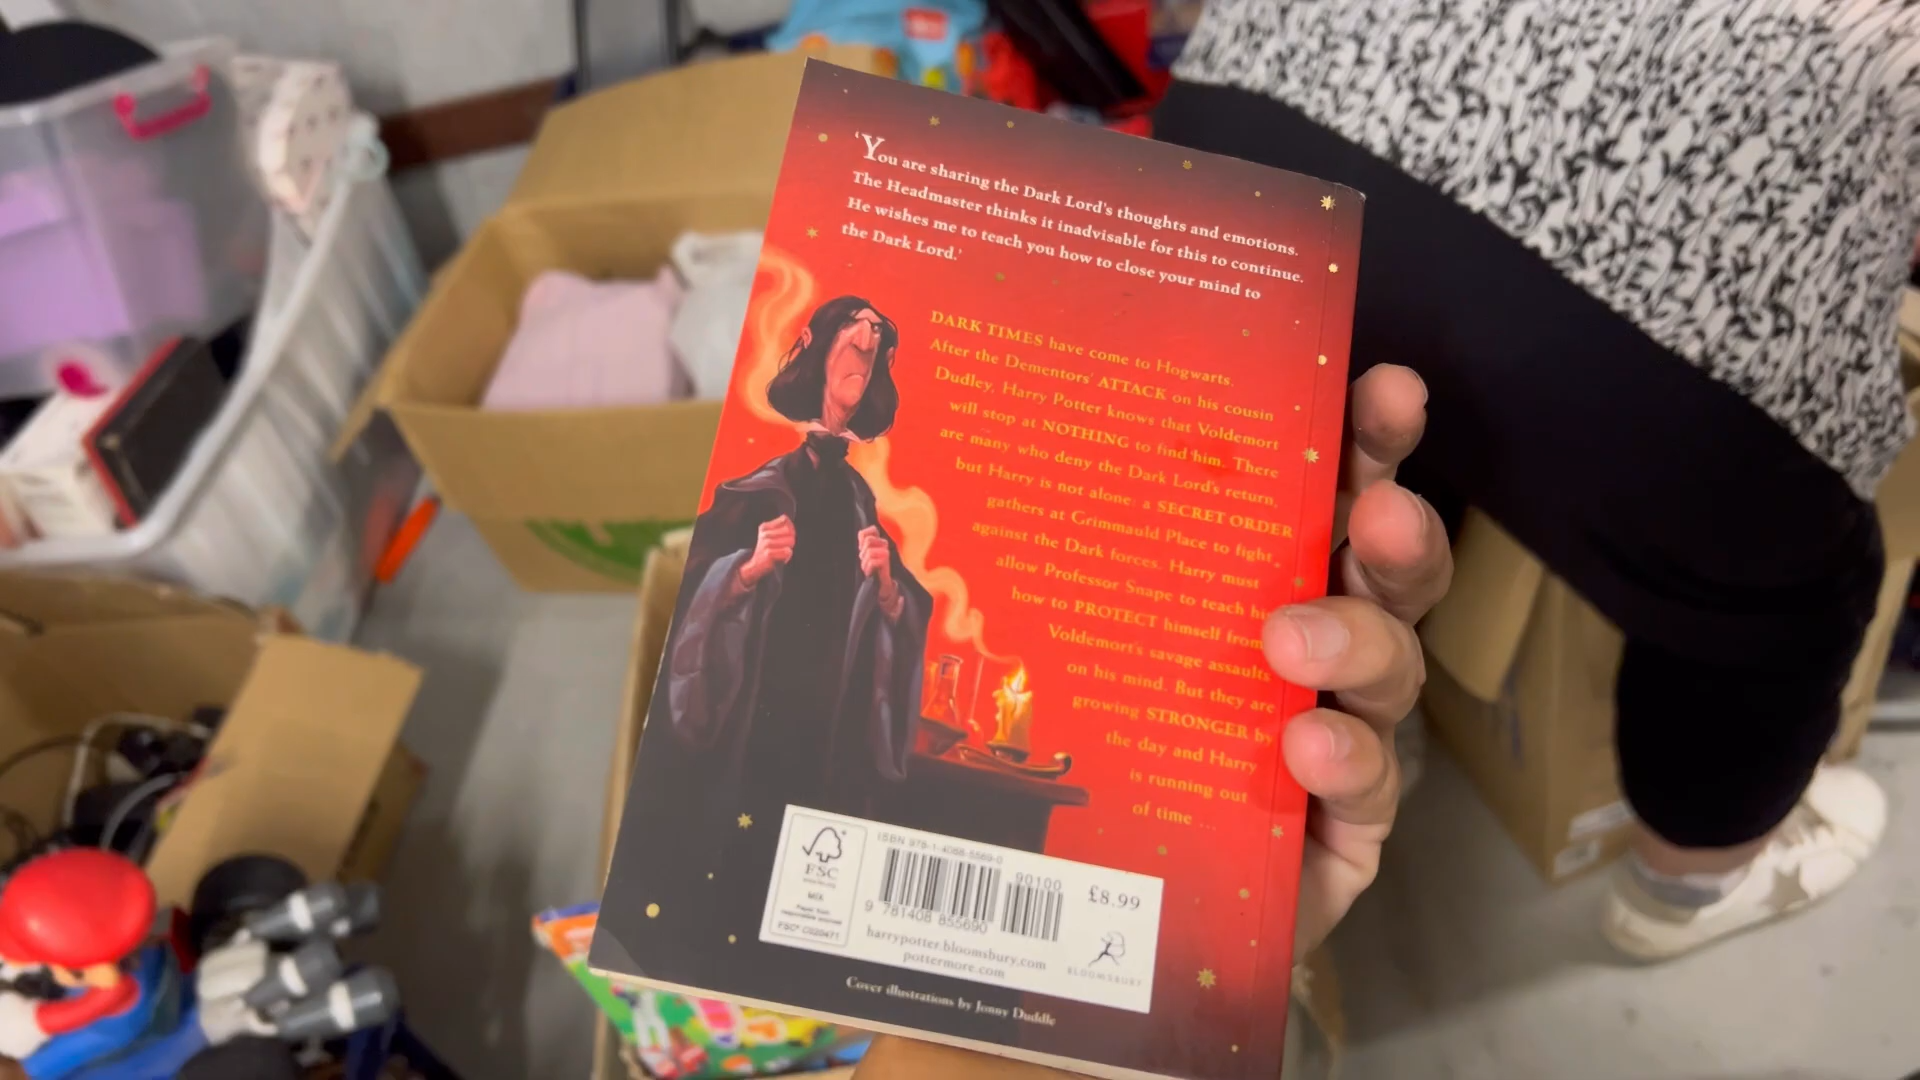 ‘You are sharing the Dark Lord's thoughts and emotions.
The Headmaster thinks it inadvisable for this to continue.
He wishes me to teach you how to close your mind to
the Dark Lord.’
DARK TIMES have come to Hogwarts.
After the Dementors' ATTACK on his cousin
Dudley, Harry Potter knows that Voldemort
will stop at NOTHING to find him. There
are many who deny the Dark Lord's return,
but Harry is not alone: a SECRET ORDER
gathers at Grimmauld Place to fight
against the Dark forces. Harry must
allow Professor Snape to teach hi
how to PROTECT himself from
Voldemort's savage assaults
on his mind. But they are
growing STRONGER by
the day and Harry
is running out
of time ...
FSC
MIX
Paper from
responsible sources
FSC® C020471
ISBN 978-1-4088-5569-0
90100
9 781408 855690
£8.99
harrypotter.bloomsbury.com
pottermore.com
BLOOMSBURY
Cover illustrations by Jonny Duddle